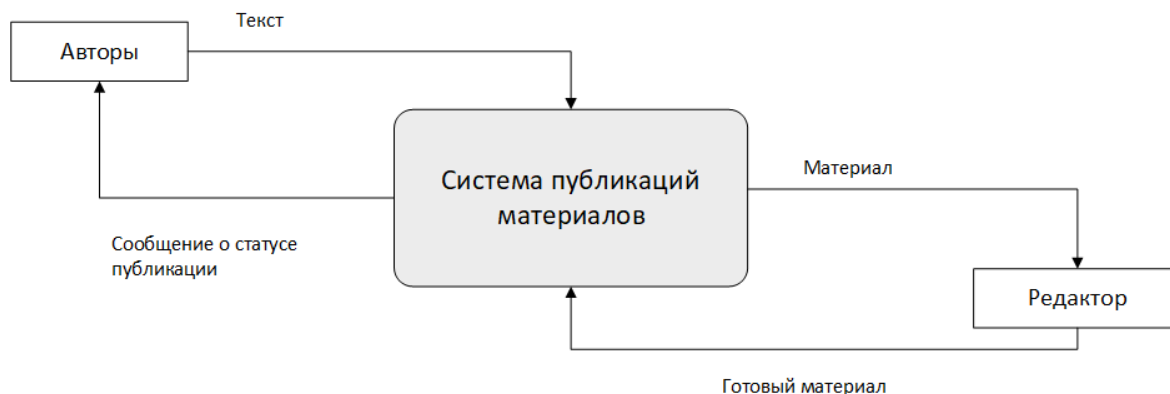 Текст
Авторы
Система публикаций
материалов
Материал
Сообщение о статусе
публикации
Редактор
Готовый материал